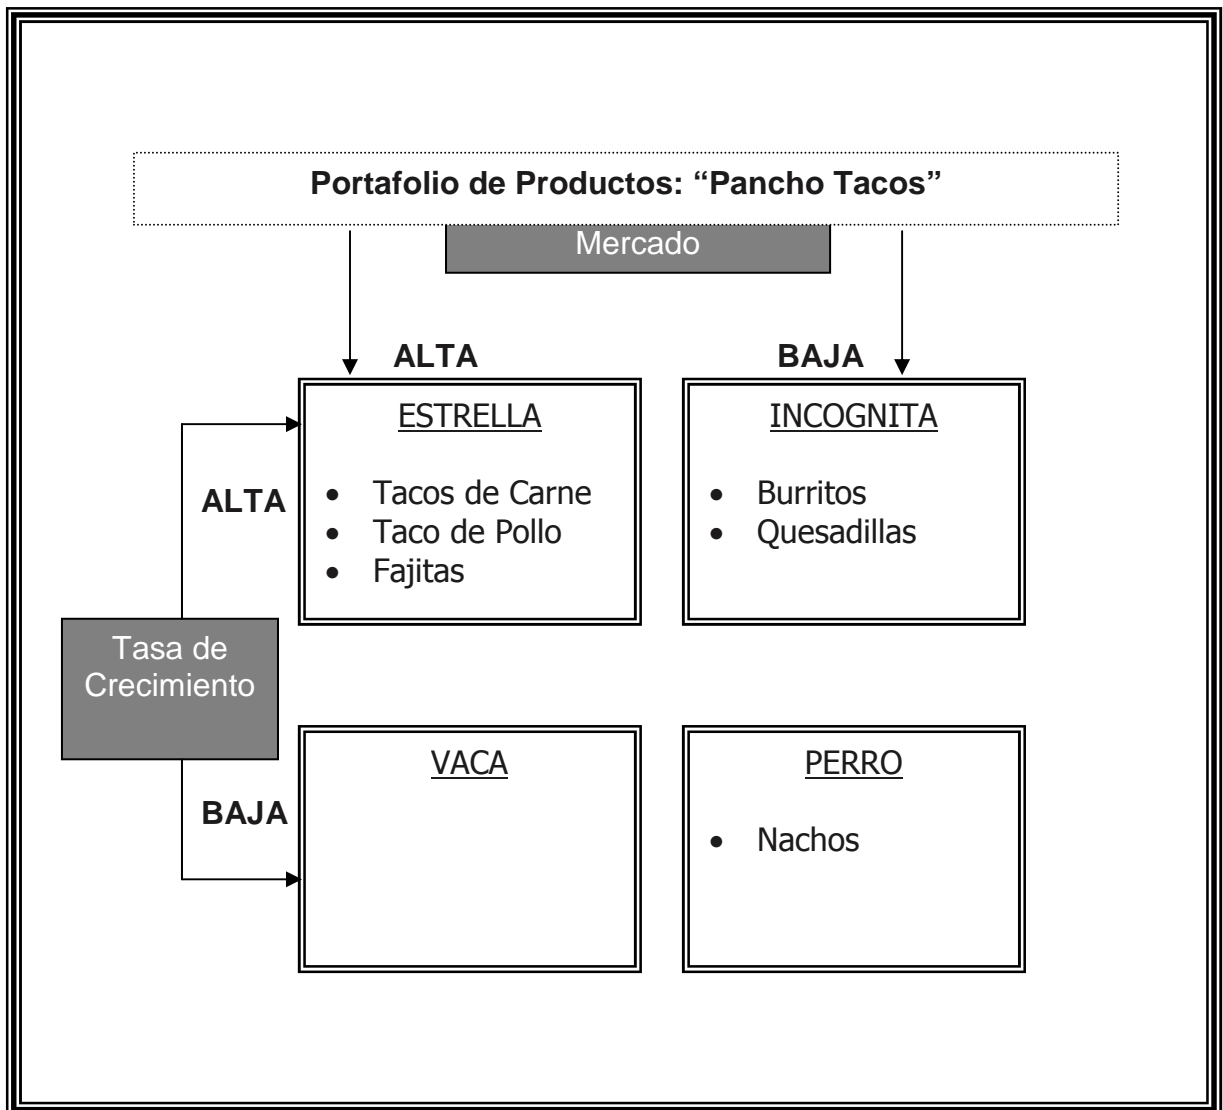 Portafolio de Productos: “Pancho Tacos”
Mercado
ALTA
BAJA
ESTRELLA
• Tacos de Carne
• Taco de Pollo
• Fajitas
INCOGNITA
• Burritos
• Quesadillas
ALTA
Tasa de
Crecimiento
BAJA
VACA
PERRO
• Nachos